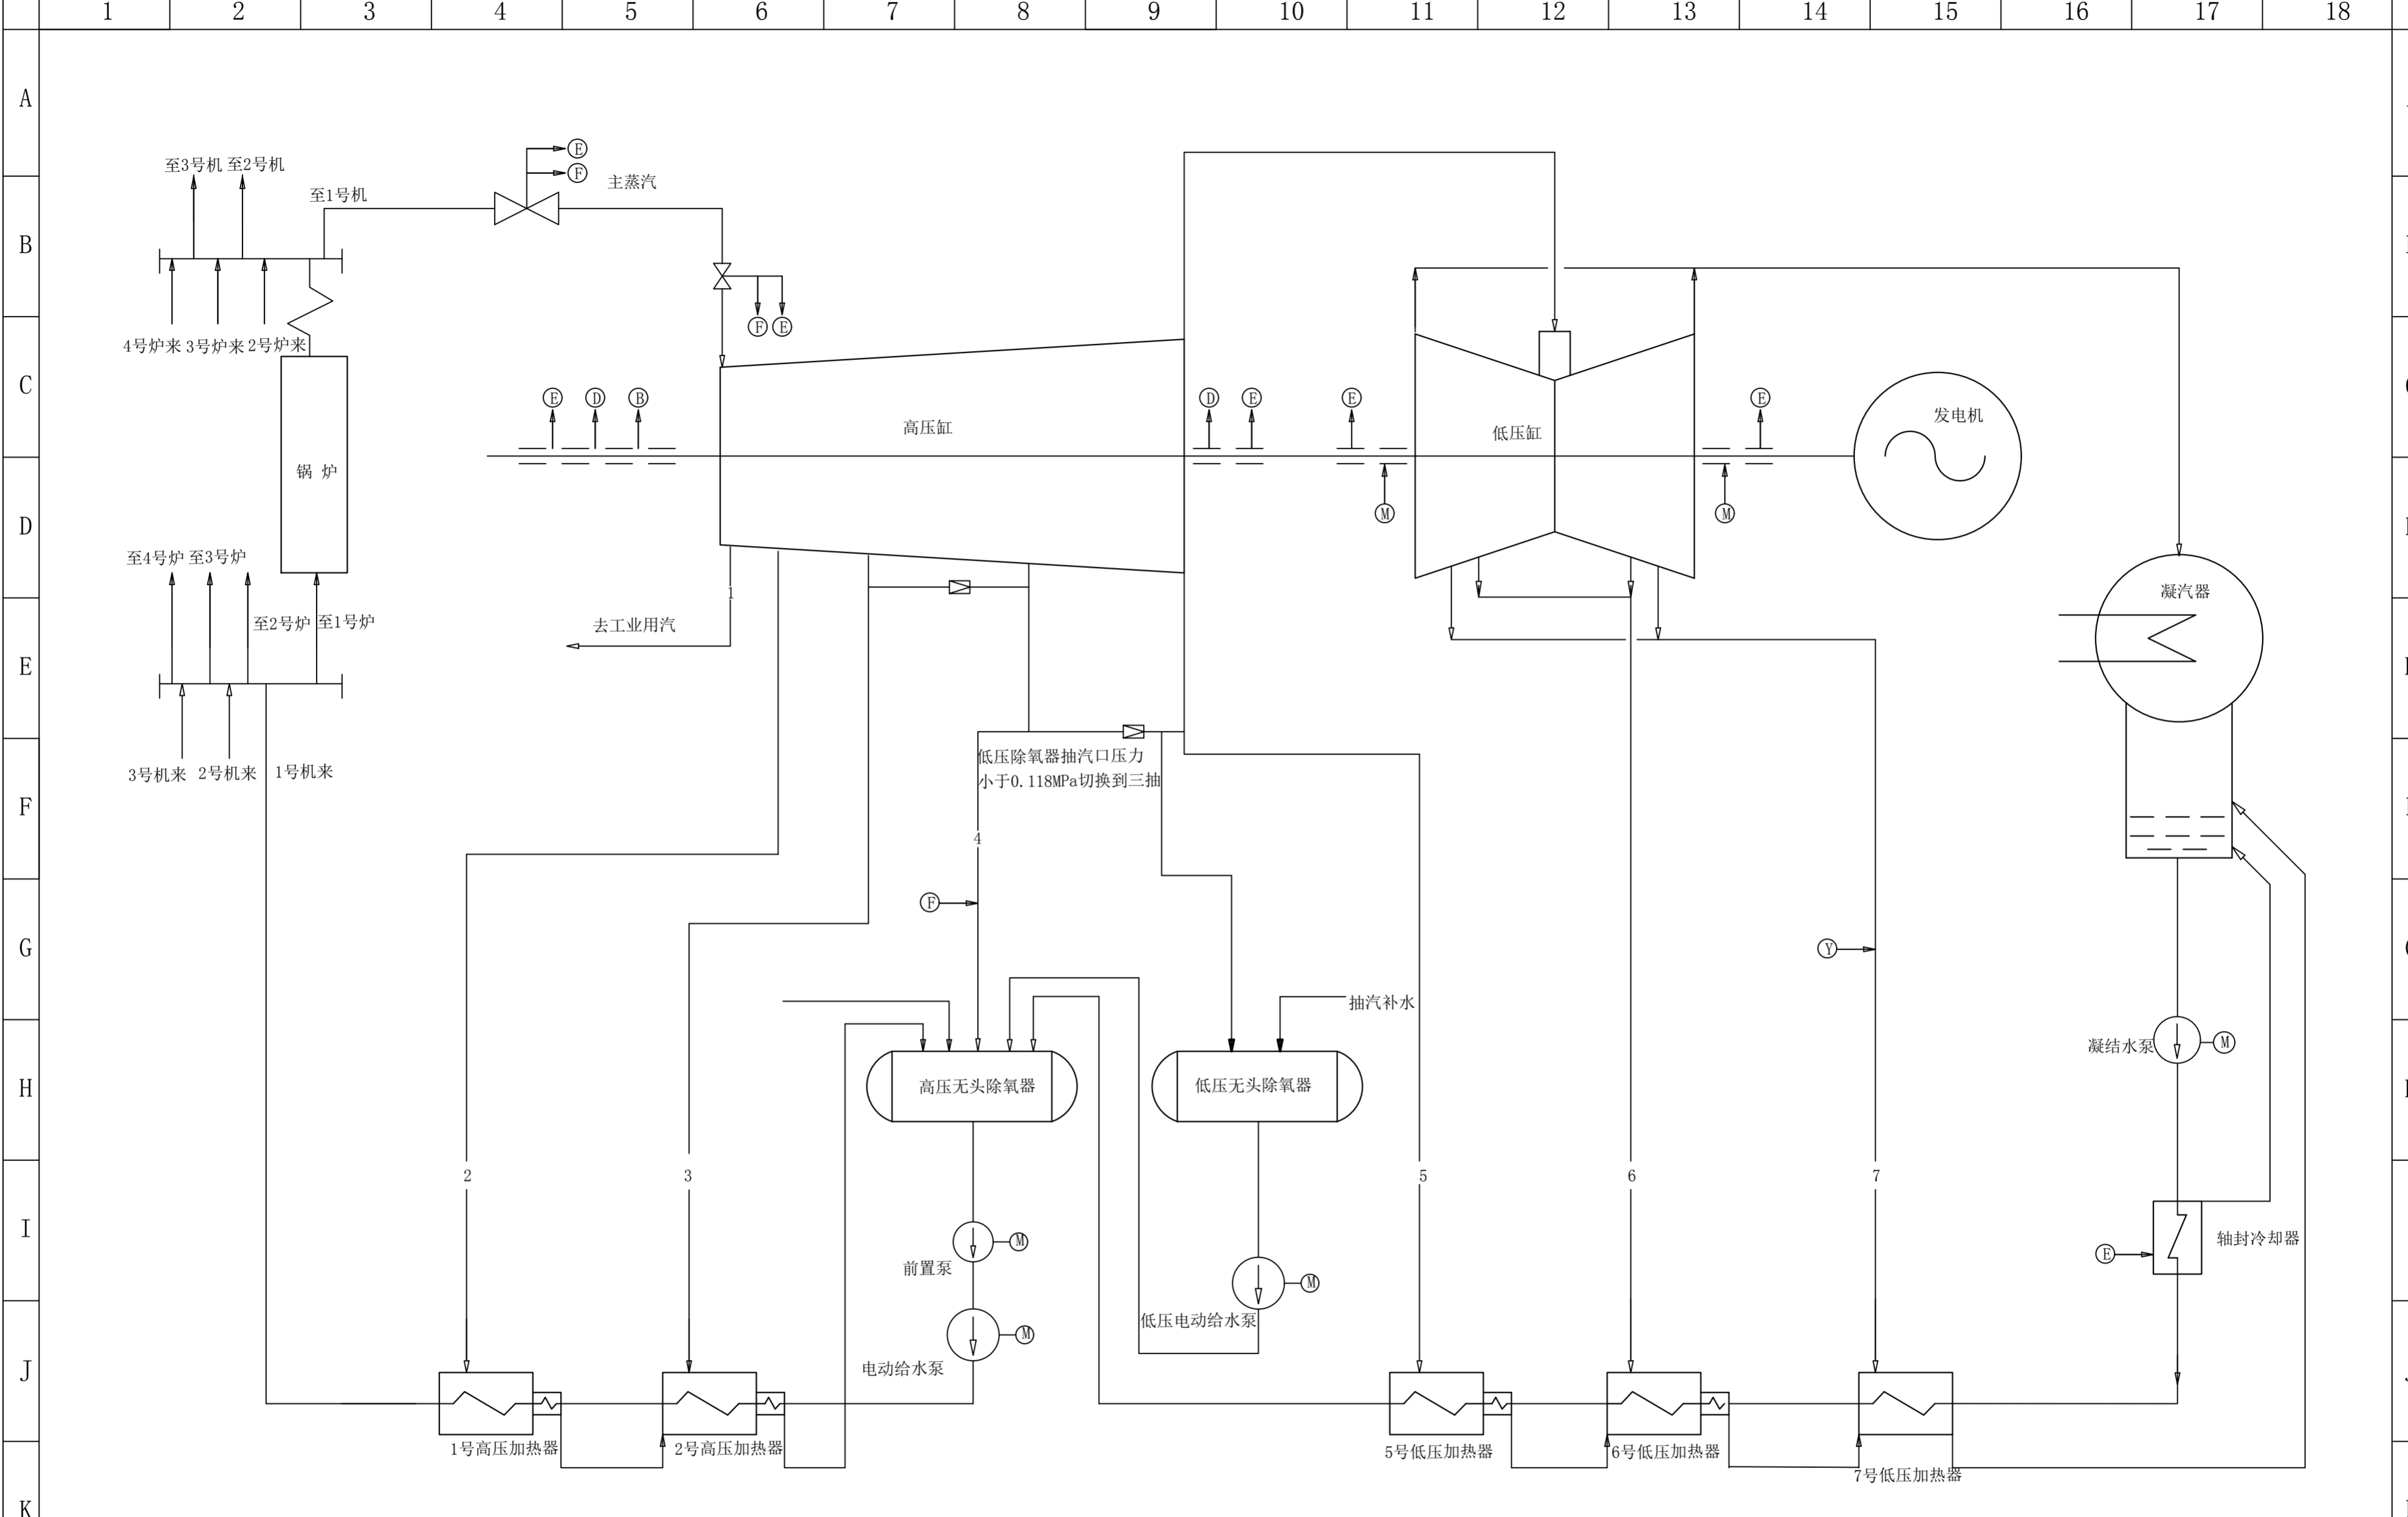 1 2 3 4 5 6 7 8 9 10 11 12 13 14 15 16 17 18
A
E
至3号机 至2号机
F
主蒸汽
至1号机
B
F E
4号炉来 3号炉来 2号炉来
C
E D B
D E E
E
高压缸
低压缸
发电机
锅 炉
M
M
D
至4号炉 至3号炉
凝汽器
1
至2号炉 至1号炉
去工业用汽
E
低压除氧器抽汽口压力
小于0.118MPa切换到三抽
3号机来 2号机来 1号机来
F
4
F
G
Y
抽汽补水
凝结水泵
M
H
高压无头除氧器
低压无头除氧器
2
3
5
6
7
I
M
轴封冷却器
E
前置泵
M
低压电动给水泵
M
电动给水泵
J
1号高压加热器
2号高压加热器
5号低压加热器
6号低压加热器
7号低压加热器
K